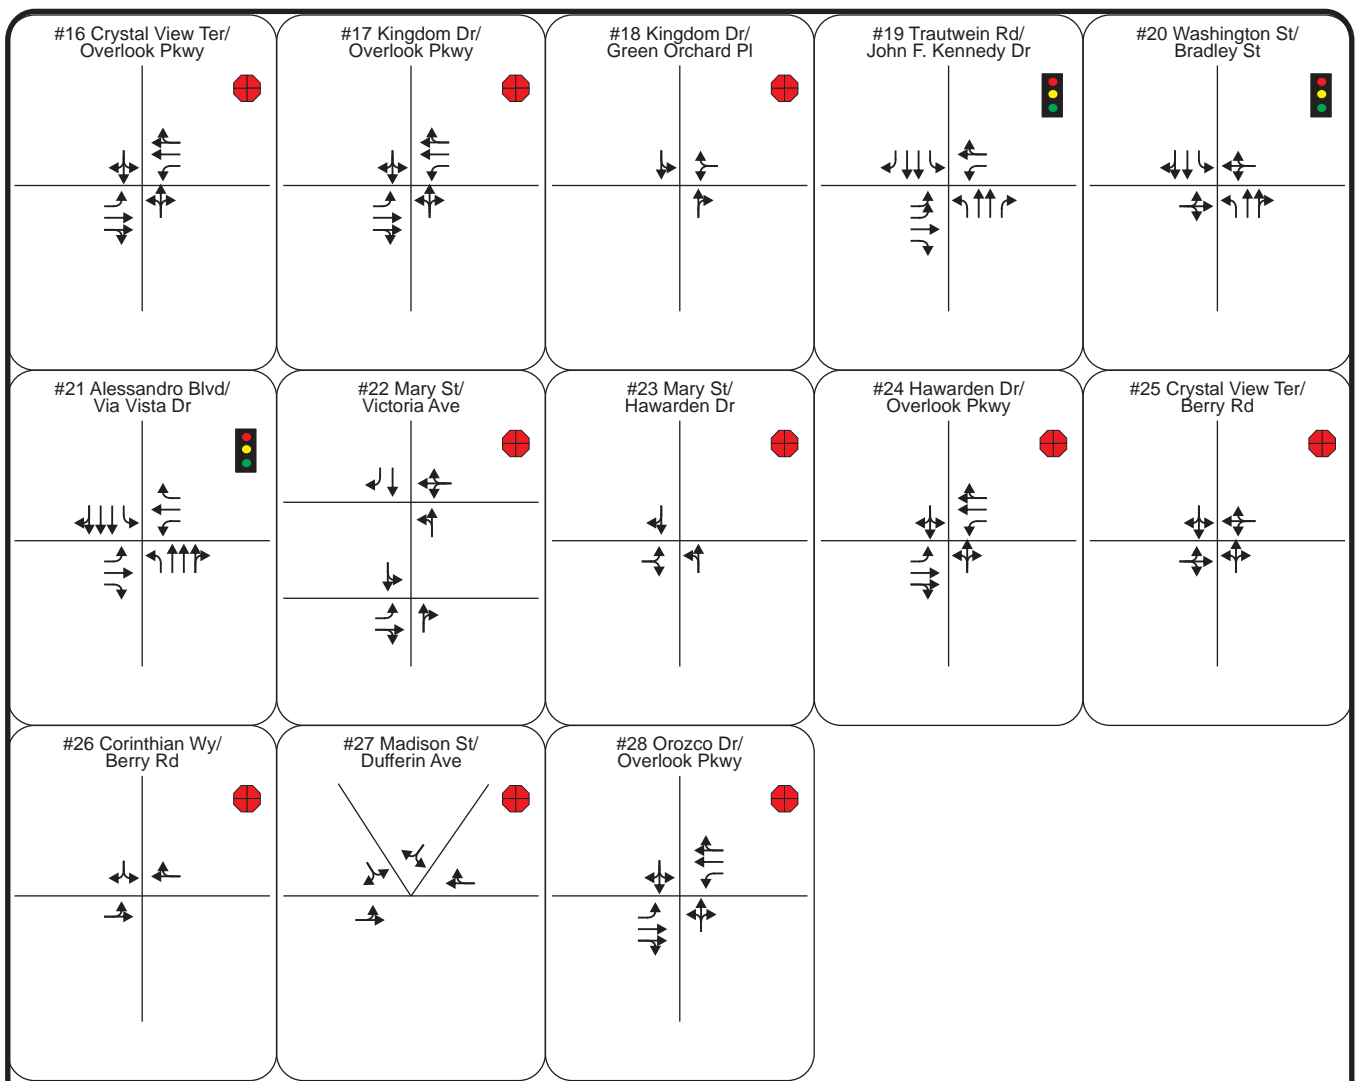 #16 Crystal View Ter/
Overlook Pkwy
#17 Kingdom Dr/
Overlook Pkwy
#18 Kingdom Dr/
Green Orchard Pl
#19 Trautwein Rd/
John F. Kennedy Dr
#20 Washington St/
Bradley St
#21 Alessandro Blvd/
Via Vista Dr
#22 Mary St/
Victoria Ave
#23 Mary St/
Hawarden Dr
#24 Hawarden Dr/
Overlook Pkwy
#25 Crystal View Ter/
Berry Rd
#26 Corinthian Wy/
Berry Rd
#27 Madison St/
Dufferin Ave
#28 Orozco Dr/
Overlook Pkwy